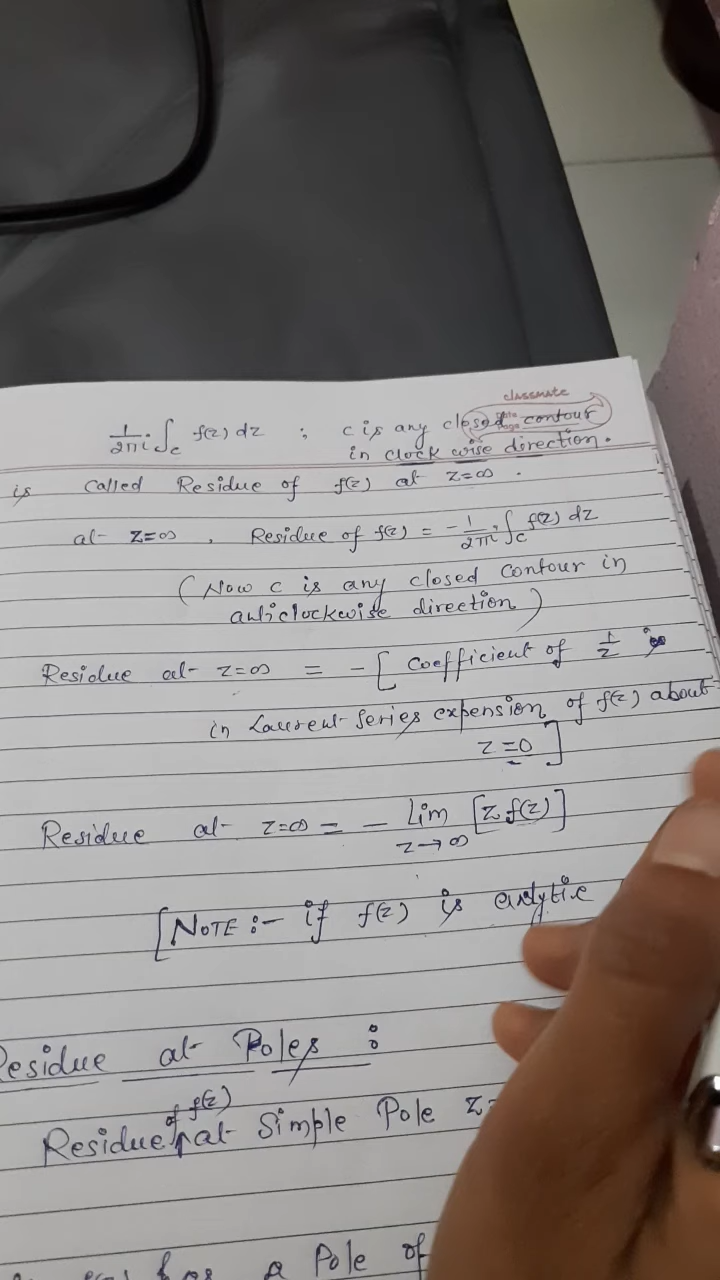 classmate
Date
Page
1/2πi ∫c f(z) dz ; c is any closed contour
in clock wise direction.
is called Residue of f(z) at z=∞ .
at z=∞ , Residue of f(z) = -1/2πi ∫c f(z) dz
(Now c is any closed contour in
anticlockwise direction)
Residue at z=∞ = -[ coefficient of 1/z
in Laurent Series expension of f(z) about
z=0 ]
Residue at z=∞ = - lim z→∞ [z f(z)]
[NOTE :- if f(z) is analytic
Residue at Poles :
of f(z)
Residue at Simple Pole z=
has a Pole of